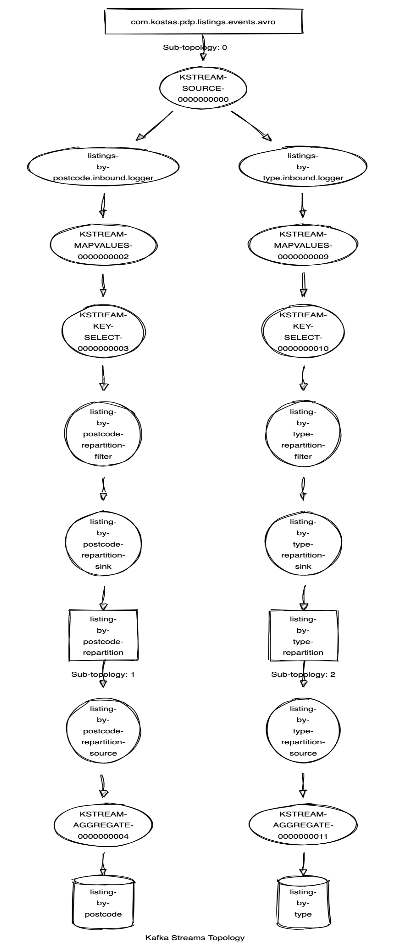 com.kostas.pdp.listings.events.avro
Sub-topology: 0
KSTREAM-
SOURCE-
0000000000
listings-
by-
postcode.inbound.logger
listings-
by-
type.inbound.logger
KSTREAM-
MAPVALUES-
0000000002
KSTREAM-
MAPVALUES-
0000000009
KSTREAM-
KEY-
SELECT-
0000000003
KSTREAM-
KEY-
SELECT-
0000000010
listing-
by-
postcode-
repartition-
filter
listing-
by-
type-
repartition-
filter
listing-
by-
postcode-
repartition-
sink
listing-
by-
type-
repartition-
sink
listing-
by-
postcode-
repartition
listing-
by-
type-
repartition
Sub-topology: 1
Sub-topology: 2
listing-
by-
postcode-
repartition-
source
listing-
by-
type-
repartition-
source
KSTREAM-
AGGREGATE-
0000000004
KSTREAM-
AGGREGATE-
0000000011
listing-
by-
postcode
listing-
by-
type
Kafka Streams Topology